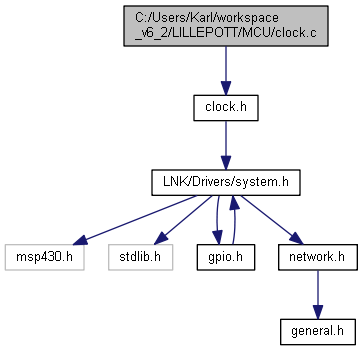 C:/Users/Karl/workspace
_v6_2/LILLEPOTT/MCU/clock.c
clock.h
LNK/Drivers/system.h
msp430.h
stdlib.h
gpio.h
network.h
general.h